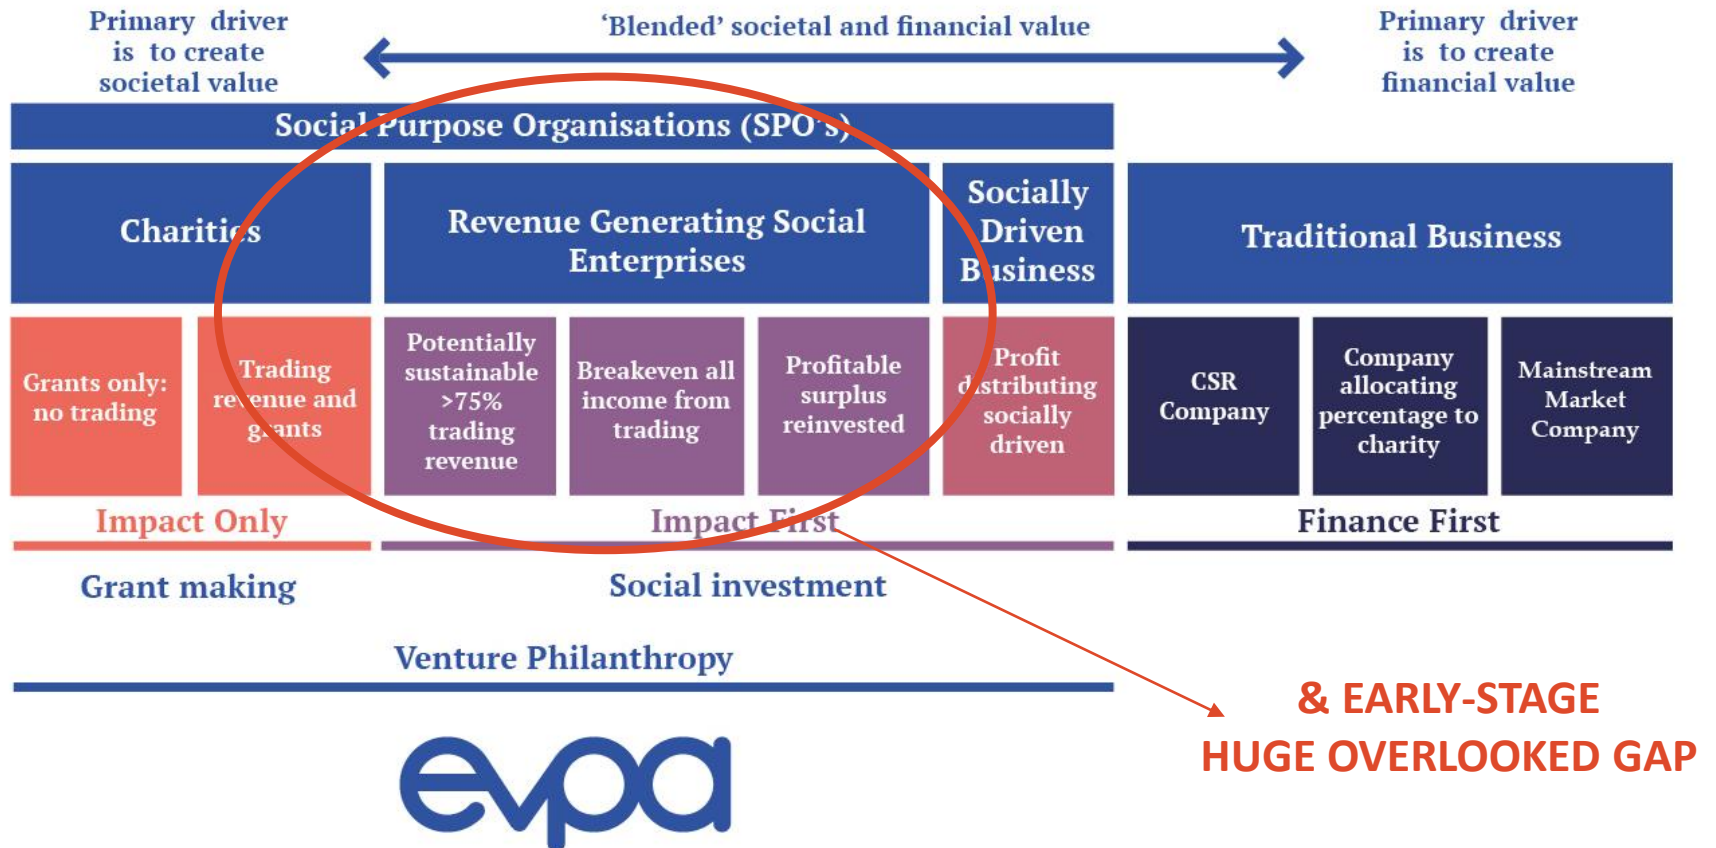 Primary driver
is to create
societal value
‘Blended’ societal and financial value
Primary driver
is to create
financial value
Social Purpose Organisations (SPO’s)
Charities
Revenue Generating Social
Enterprises
Socially
Driven
Business
Traditional Business
Grants only:
no trading
Trading
revenue and
grants
Potentially
sustainable
>75%
trading
revenue
Breakeven all
income from
trading
Profitable
surplus
reinvested
Profit
distributing
socially
driven
CSR
Company
Company
allocating
percentage to
charity
Mainstream
Market
Company
Impact Only
Impact First
Finance First
Grant making
Social investment
Venture Philanthropy
& EARLY-STAGE
HUGE OVERLOOKED GAP
evpa